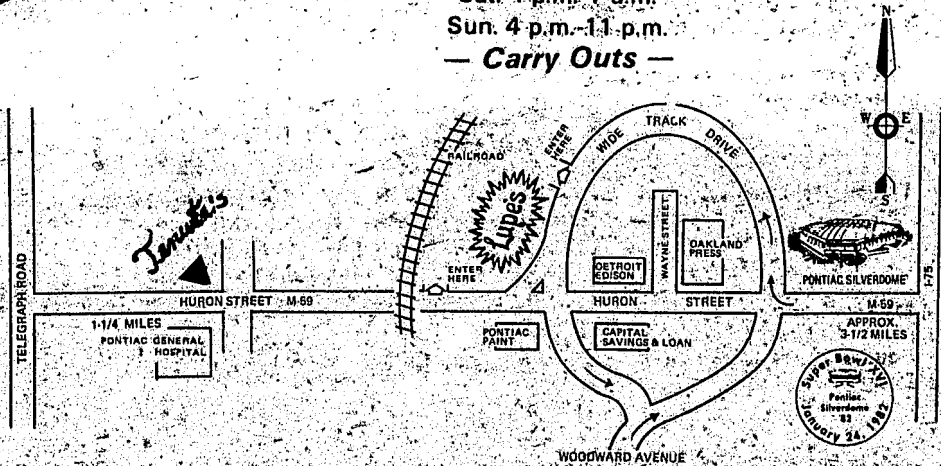 Sun. 4 p.m.-11 p.m.
— Carry Outs —
N
W E
S
WIDE TRACK DRIVE
ENTER HERE
RAILROAD
Lupes
Tenuta's
WAYNE STREET
OAKLAND PRESS
DETROIT EDISON
PONTIAC SILVERDOME
I-75
TELEGRAPH ROAD
ENTER HERE
HURON STREET M-59
HURON STREET
M-59
1-1/4 MILES
PONTIAC GENERAL HOSPITAL
PONTIAC PAINT
CAPITAL SAVINGS & LOAN
APPROX. 3-1/2 MILES
Super Bowl XVI
Pontiac
Silverdome
'82
January 24, 1982
WOODWARD AVENUE